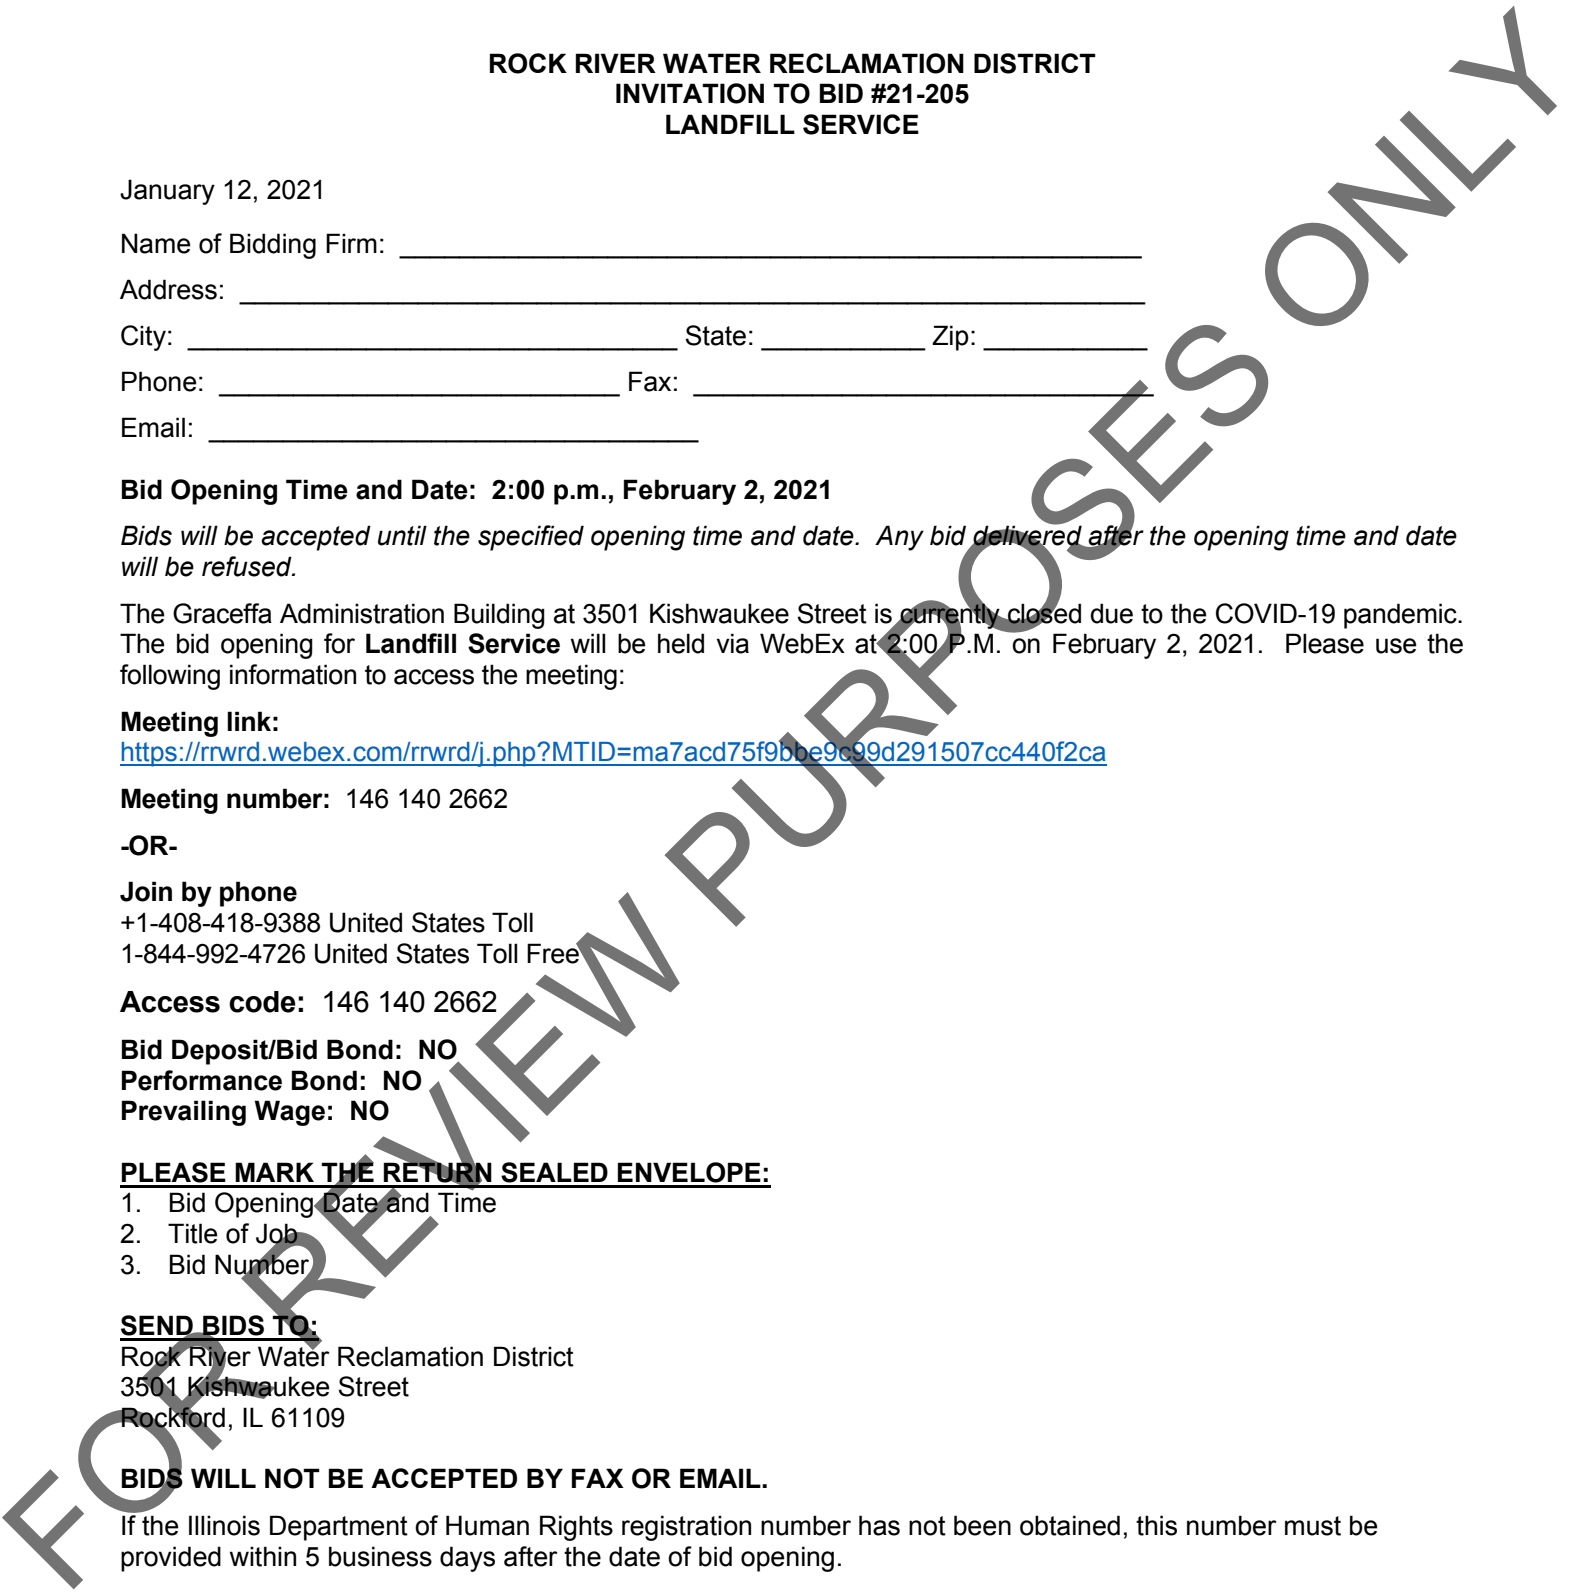 ROCK RIVER WATER RECLAMATION DISTRICT
INVITATION TO BID #21-205
LANDFILL SERVICE
January 12, 2021
Name of Bidding Firm: ______________________________________________
Address: ______________________________________________
City: ______________________________ State: __________ Zip: __________
Phone: ________________________ Fax: ____________________________
Email: ______________________________
Bid Opening Time and Date: 2:00 p.m., February 2, 2021
Bids will be accepted until the specified opening time and date. Any bid delivered after the opening time and date
will be refused.
The Graceffa Administration Building at 3501 Kishwaukee Street is currently closed due to the COVID-19 pandemic.
The bid opening for Landfill Service will be held via WebEx at 2:00 P.M. on February 2, 2021. Please use the
following information to access the meeting:
Meeting link:
https://rrwrd.webex.com/rrwrd/j.php?MTID=ma7acd75f9bbe9c99d291507cc440f2ca
Meeting number: 146 140 2662
-OR-
Join by phone
+1-408-418-9388 United States Toll
1-844-992-4726 United States Toll Free
Access code: 146 140 2662
Bid Deposit/Bid Bond: NO
Performance Bond: NO
Prevailing Wage: NO
PLEASE MARK THE RETURN SEALED ENVELOPE:
1. Bid Opening Date and Time
2. Title of Job
3. Bid Number
SEND BIDS TO:
Rock River Water Reclamation District
3501 Kishwaukee Street
Rockford, IL 61109
BIDS WILL NOT BE ACCEPTED BY FAX OR EMAIL.
If the Illinois Department of Human Rights registration number has not been obtained, this number must be
provided within 5 business days after the date of bid opening.
FOR REVIEW PURPOSES ONLY